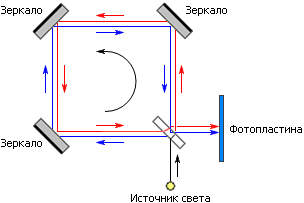 Зеркало
Зеркало
Фотопластина
Зеркало
Источник света